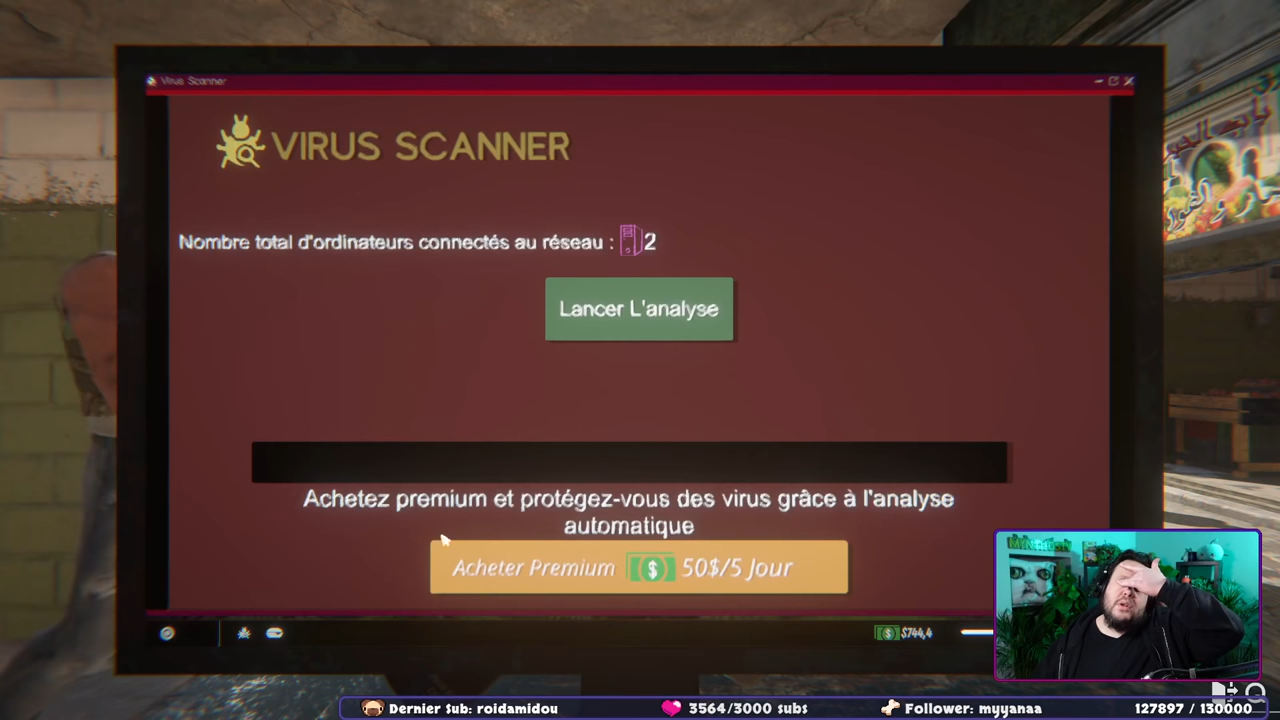 Virus Scanner
VIRUS SCANNER
Nombre total d'ordinateurs connectés au réseau : 2
Lancer L'analyse
Achetez premium et protégez-vous des virus grâce à l'analyse
automatique
Acheter Premium $ 50$/5 Jour
$ $744,4
Dernier sub: roidamidou 3564/3000 subs Follower: myyanaa 127897 / 130000